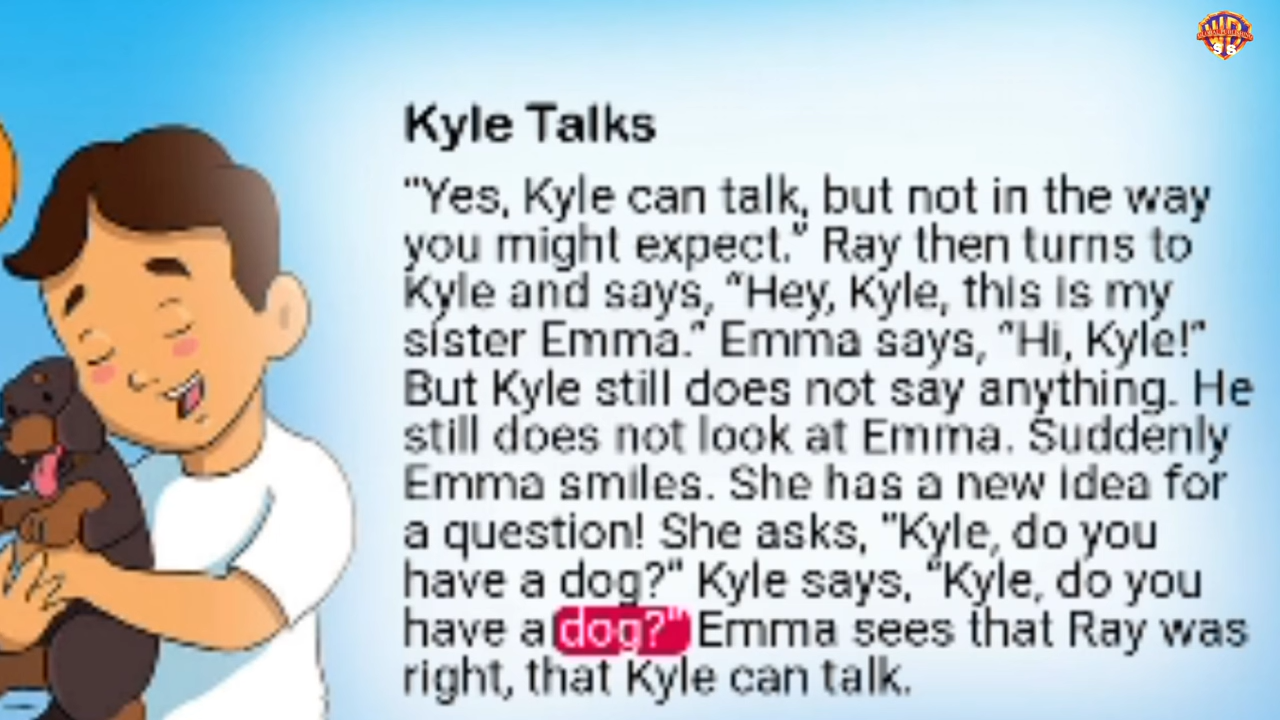 Kyle Talks
“Yes, Kyle can talk, but not in the way
you might expect.” Ray then turns to
Kyle and says, “Hey, Kyle, this is my
sister Emma.” Emma says, “Hi, Kyle!”
But Kyle still does not say anything. He
still does not look at Emma. Suddenly
Emma smiles. She has a new idea for
a question! She asks, “Kyle, do you
have a dog?” Kyle says, “Kyle, do you
have a dog?” Emma sees that Ray was
right, that Kyle can talk.